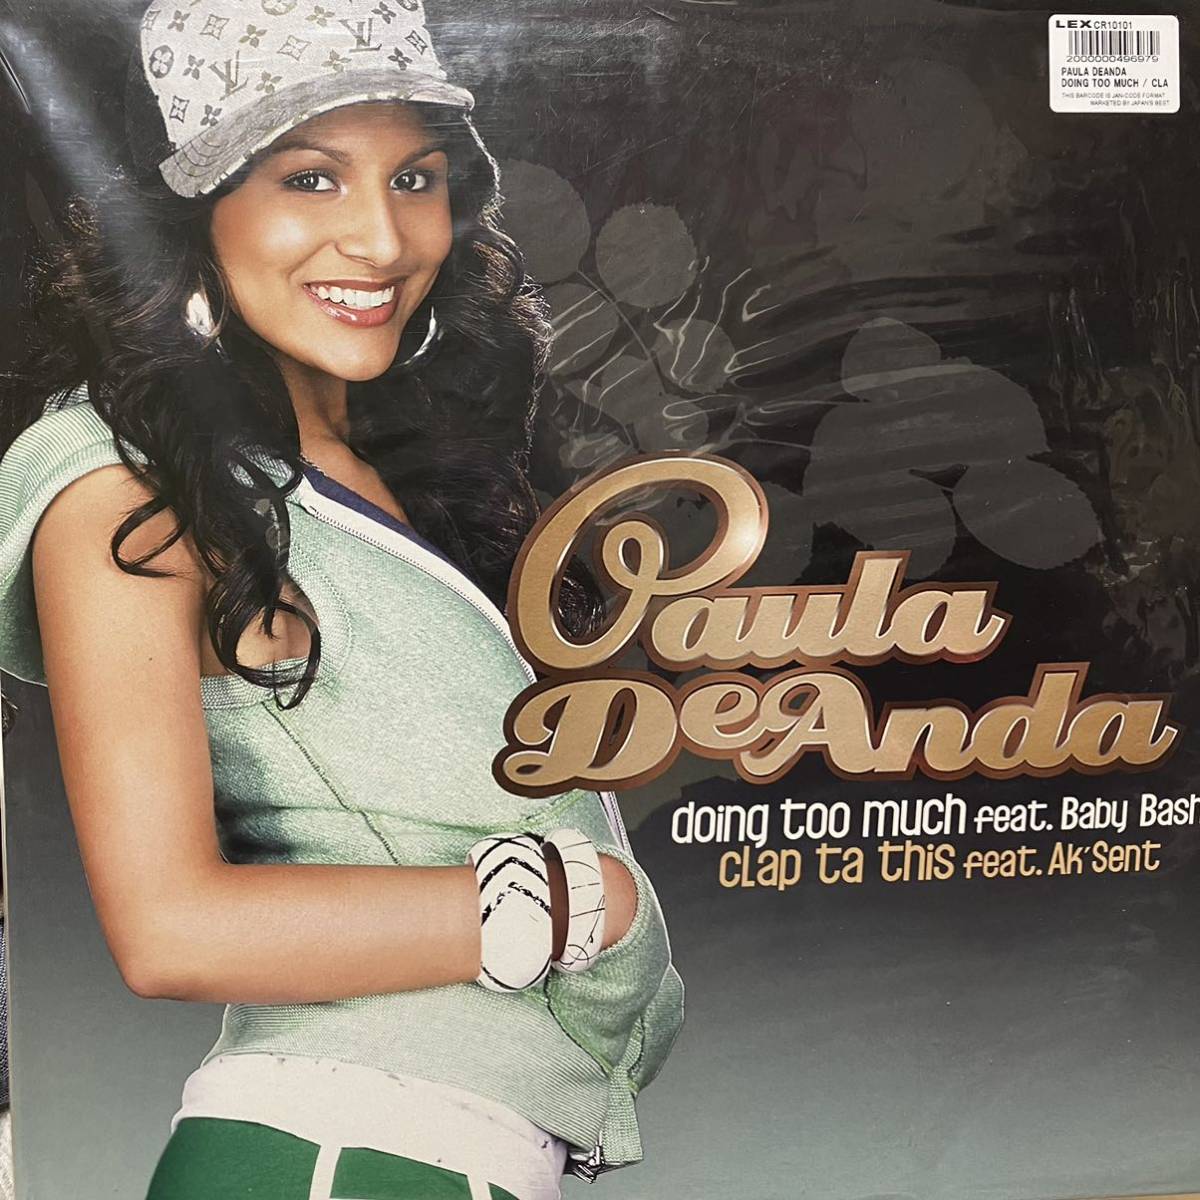 LEX CR10101
2000000496979
PAULA DEANDA
DOING TOO MUCH / CLA
THIS BARCODE IS JAN-CODE FORMAT
MARKETED BY JAPAN'S BEST
Paula
DeAnda
doing too much feat. Baby Bash
clap ta this feat. Ak'Sent